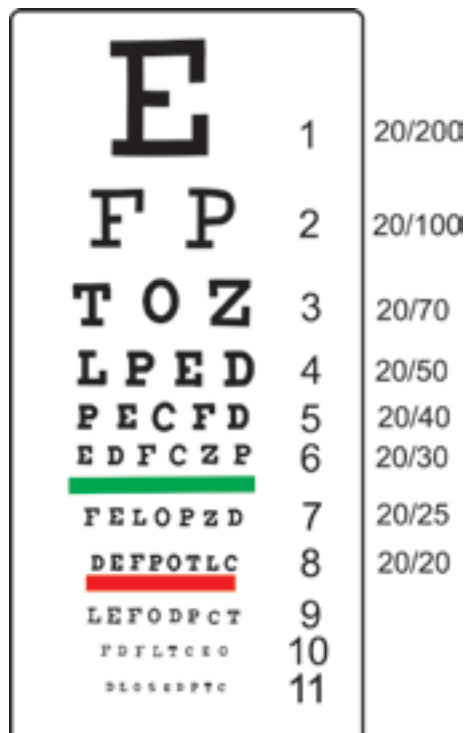 E 1 20/200
F P 2 20/100
T O Z 3 20/70
L P E D 4 20/50
P E C F D 5 20/40
E D F C Z P 6 20/30
F E L O P Z D 7 20/25
D E F P O T L C 8 20/20
L E F O D P C T 9
10
11